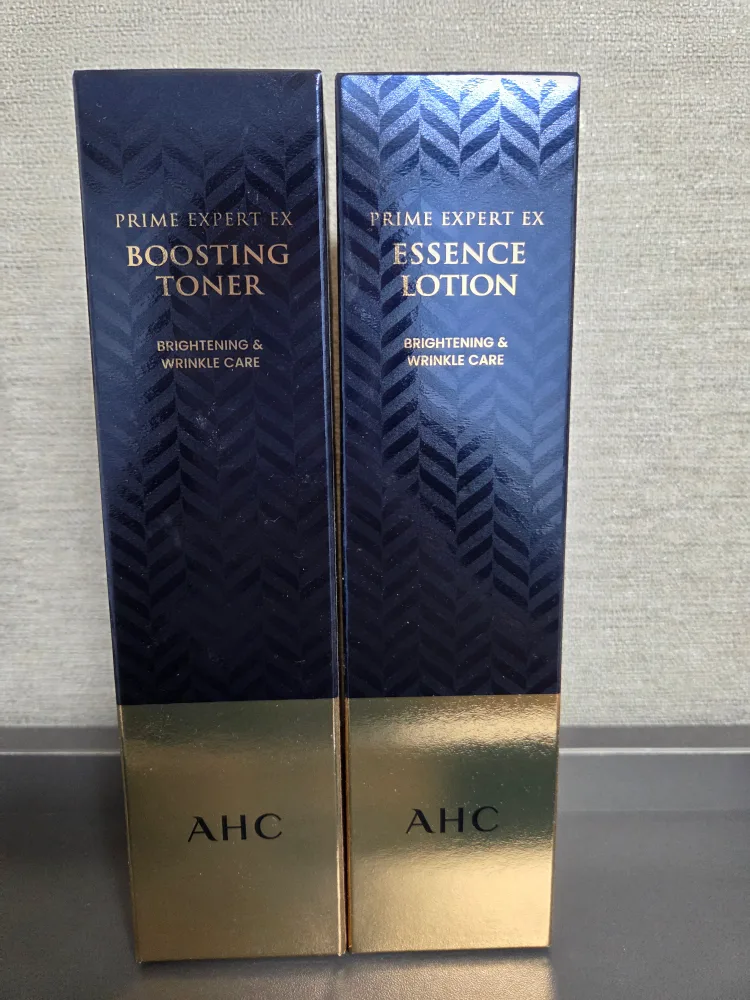 PRIME EXPERT EX
BOOSTING
TONER
BRIGHTENING &
WRINKLE CARE
AHC
PRIME EXPERT EX
ESSENCE
LOTION
BRIGHTENING &
WRINKLE CARE
AHC